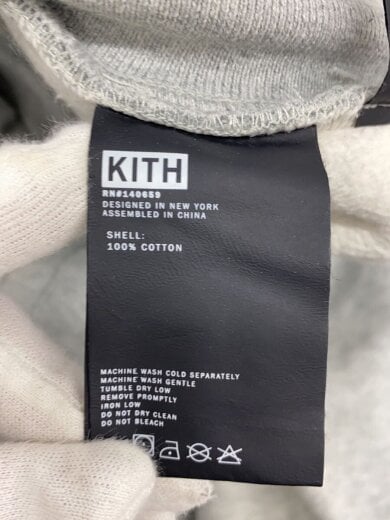 KITH
RN#140659
DESIGNED IN NEW YORK
ASSEMBLED IN CHINA
SHELL:
100% COTTON
MACHINE WASH COLD SEPARATELY
MACHINE WASH GENTLE
TUMBLE DRY LOW
REMOVE PROMPTLY
IRON LOW
DO NOT DRY CLEAN
DO NOT BLEACH